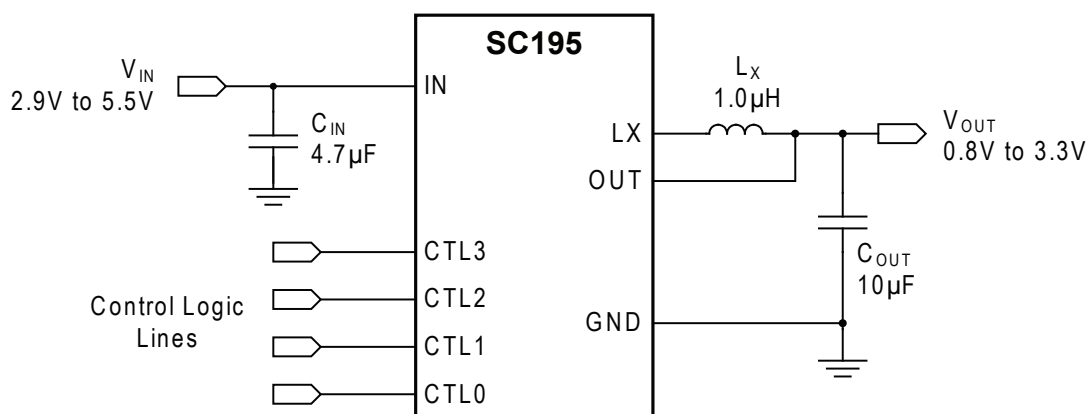 SC195
V_IN
2.9V to 5.5V
IN
C_IN
4.7µF
L_X
1.0µH
LX
OUT
V_OUT
0.8V to 3.3V
C_OUT
10µF
GND
CTL3
CTL2
CTL1
CTL0
Control Logic
Lines